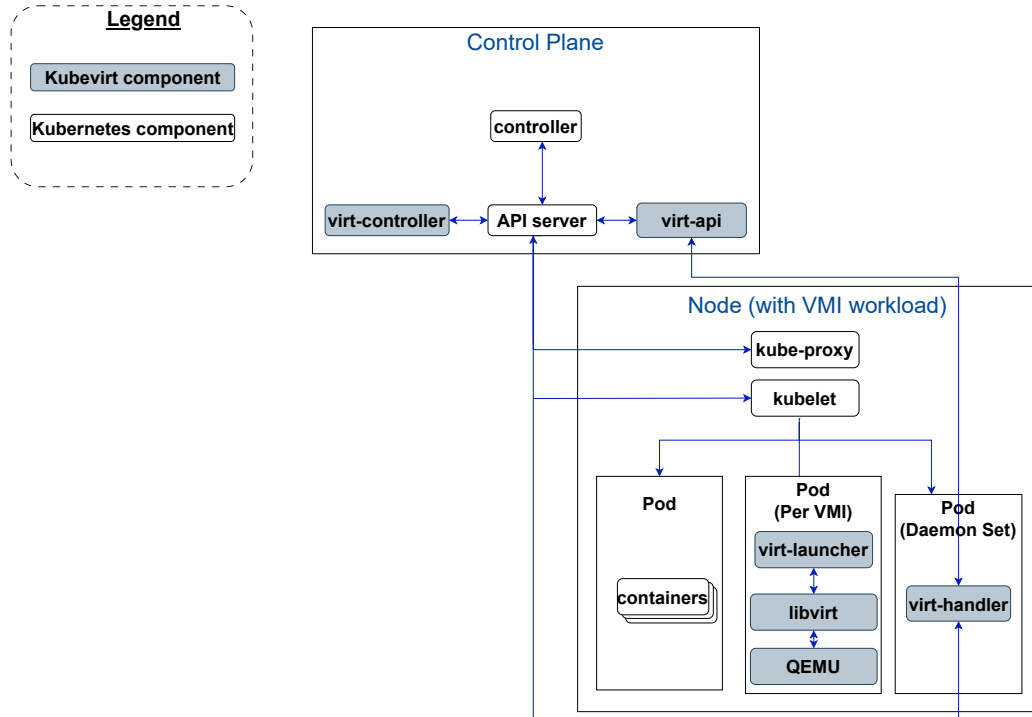 Legend
Kubevirt component
Kubernetes component
Control Plane
controller
virt-controller
API server
virt-api
Node (with VMI workload)
kube-proxy
kubelet
Pod
containers
Pod
(Per VMI)
virt-launcher
libvirt
QEMU
Pod
(Daemon Set)
virt-handler